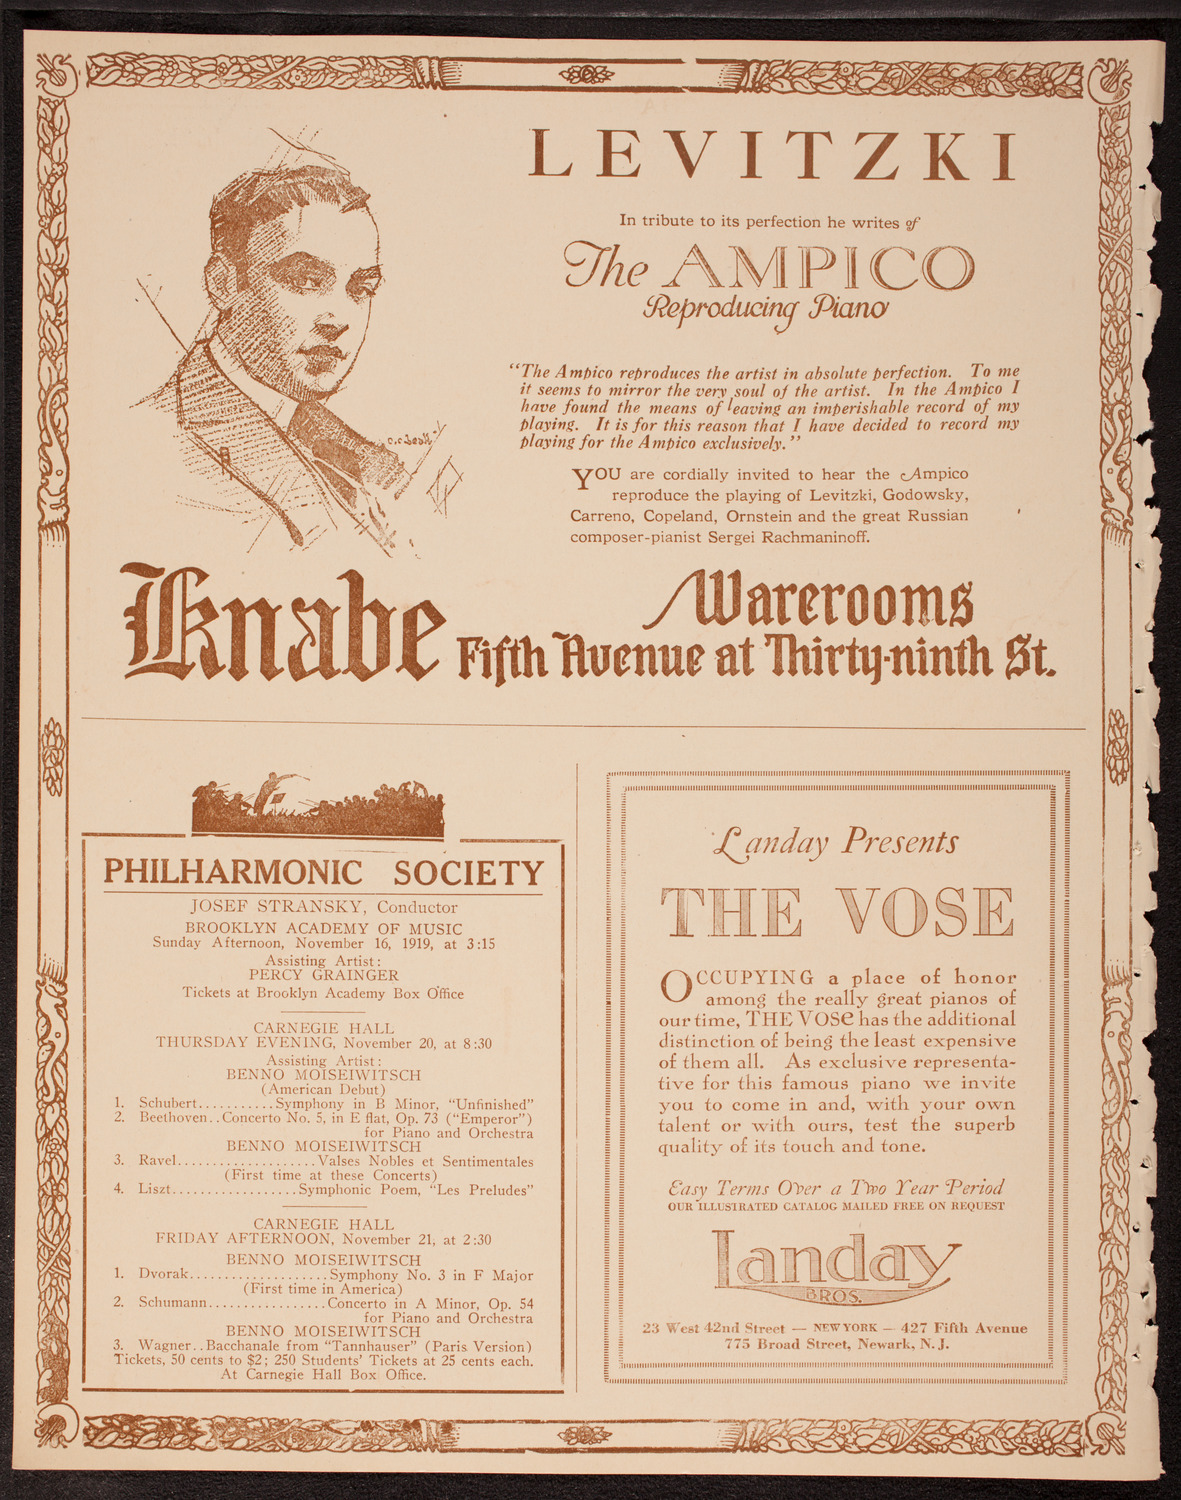 LEVITZKI
In tribute to its perfection he writes of
The AMPICO
Reproducing Piano
"The Ampico reproduces the artist in absolute perfection. To me
it seems to mirror the very soul of the artist. In the Ampico I
have found the means of leaving an imperishable record of my
playing. It is for this reason that I have decided to record my
playing for the Ampico exclusively."
YOU are cordially invited to hear the Ampico
reproduce the playing of Levitzki, Godowsky,
Carreno, Copeland, Ornstein and the great Russian
composer-pianist Sergei Rachmaninoff.
Knabe Warerooms
Fifth Avenue at Thirty-ninth St.
PHILHARMONIC SOCIETY
JOSEF STRANSKY, Conductor
BROOKLYN ACADEMY OF MUSIC
Sunday Afternoon, November 16, 1919, at 3:15
Assisting Artist:
PERCY GRAINGER
Tickets at Brooklyn Academy Box Office
CARNEGIE HALL
THURSDAY EVENING, November 20, at 8:30
Assisting Artist:
BENNO MOISEIWITSCH
(American Debut)
1. Schubert...........Symphony in B Minor, "Unfinished"
2. Beethoven..Concerto No. 5, in E flat, Op. 73 ("Emperor")
for Piano and Orchestra
BENNO MOISEIWITSCH
3. Ravel....................Valses Nobles et Sentimentales
(First time at these Concerts)
4. Liszt..................Symphonic Poem, "Les Preludes"
CARNEGIE HALL
FRIDAY AFTERNOON, November 21, at 2:30
BENNO MOISEIWITSCH
1. Dvorak....................Symphony No. 3 in F Major
(First time in America)
2. Schumann.................Concerto in A Minor, Op. 54
for Piano and Orchestra
BENNO MOISEIWITSCH
3. Wagner..Bacchanale from "Tannhauser" (Paris Version)
Tickets, 50 cents to $2; 250 Students' Tickets at 25 cents each.
At Carnegie Hall Box Office.
Landay Presents
THE VOSE
OCCUPYING a place of honor
among the really great pianos of
our time, THE VOSE has the additional
distinction of being the least expensive
of them all. As exclusive representa-
tive for this famous piano we invite
you to come in and, with your own
talent or with ours, test the superb
quality of its touch and tone.
Easy Terms Over a Two Year Period
OUR ILLUSTRATED CATALOG MAILED FREE ON REQUEST
Landay
BROS.
23 West 42nd Street — NEW YORK — 427 Fifth Avenue
775 Broad Street, Newark, N. J.